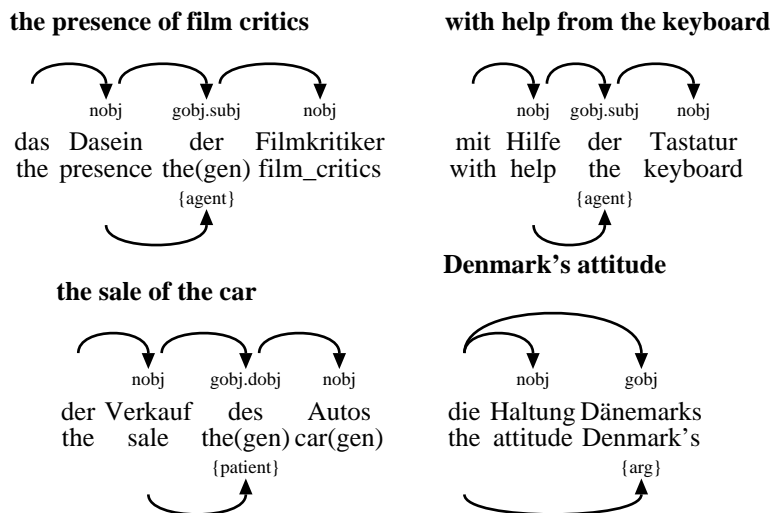 the presence of film critics
nobj gobj.subj nobj
das Dasein der Filmkritiker
the presence the(gen) film_critics
{agent}
with help from the keyboard
nobj gobj.subj nobj
mit Hilfe der Tastatur
with help the keyboard
{agent}
the sale of the car
nobj gobj.dobj nobj
der Verkauf des Autos
the sale the(gen) car(gen)
{patient}
Denmark's attitude
nobj gobj
die Haltung Dänemarks
the attitude Denmark's
{arg}